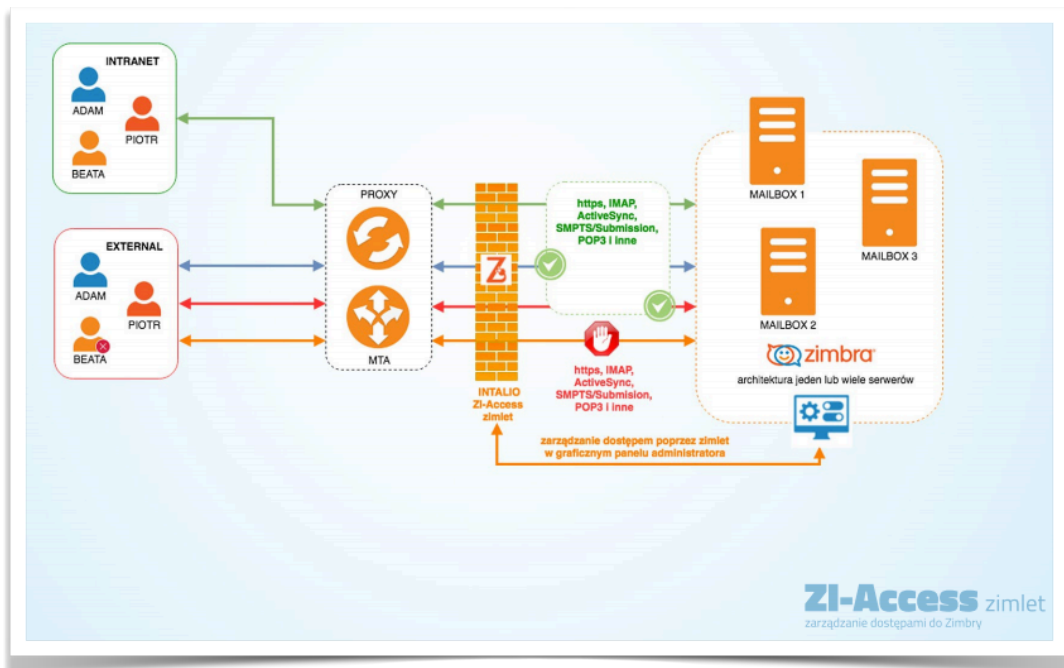 INTRANET
ADAM
PIOTR
BEATA
EXTERNAL
ADAM
PIOTR
BEATA
PROXY
MTA
INTALIO
ZI-Access
zimlet
https, IMAP,
ActiveSync,
SMPTS/Submission,
POP3 i inne
https, IMAP,
ActiveSync,
SMPTS/Submision,
POP3 i inne
MAILBOX 1
MAILBOX 3
MAILBOX 2
zimbra®
architektura jeden lub wiele serwerów
zarządzanie dostępem poprzez zimlet
w graficznym panelu administratora
ZI-Access zimlet
zarządzanie dostępami do Zimbry